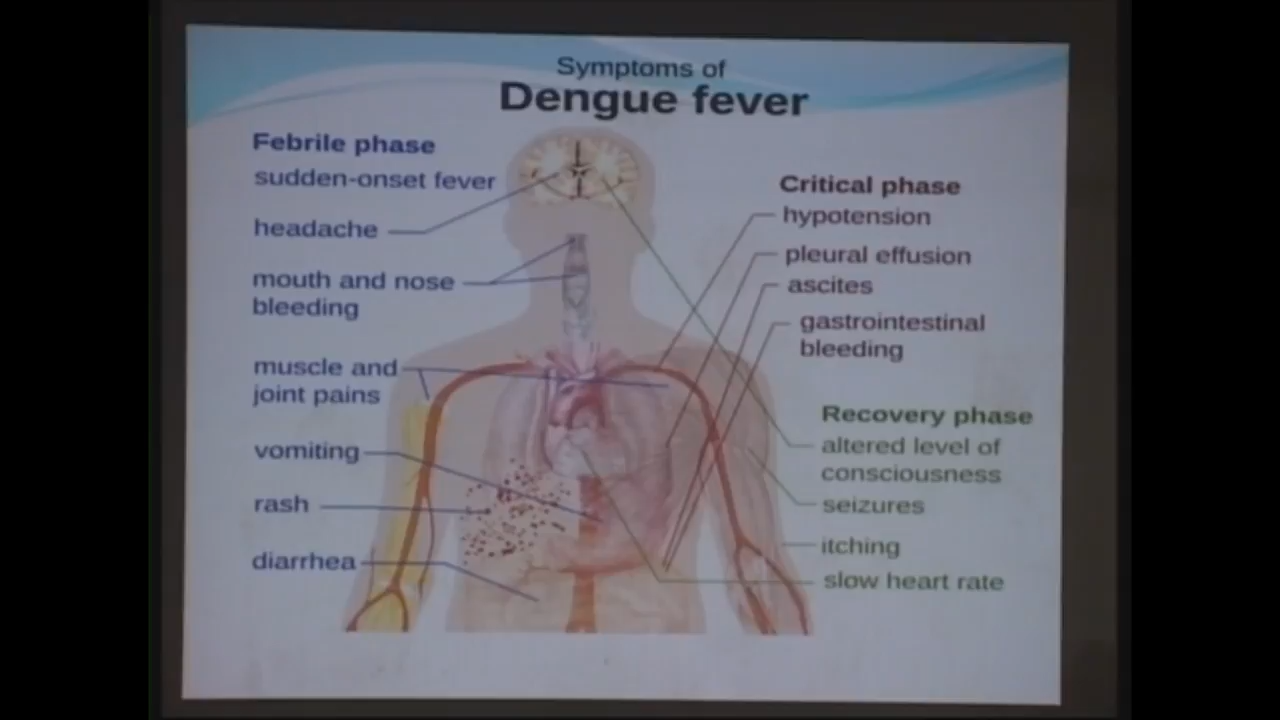 Symptoms of
Dengue fever
Febrile phase
sudden-onset fever
headache
mouth and nose
bleeding
muscle and
joint pains
vomiting
rash
diarrhea
Critical phase
hypotension
pleural effusion
ascites
gastrointestinal
bleeding
Recovery phase
altered level of
consciousness
seizures
itching
slow heart rate